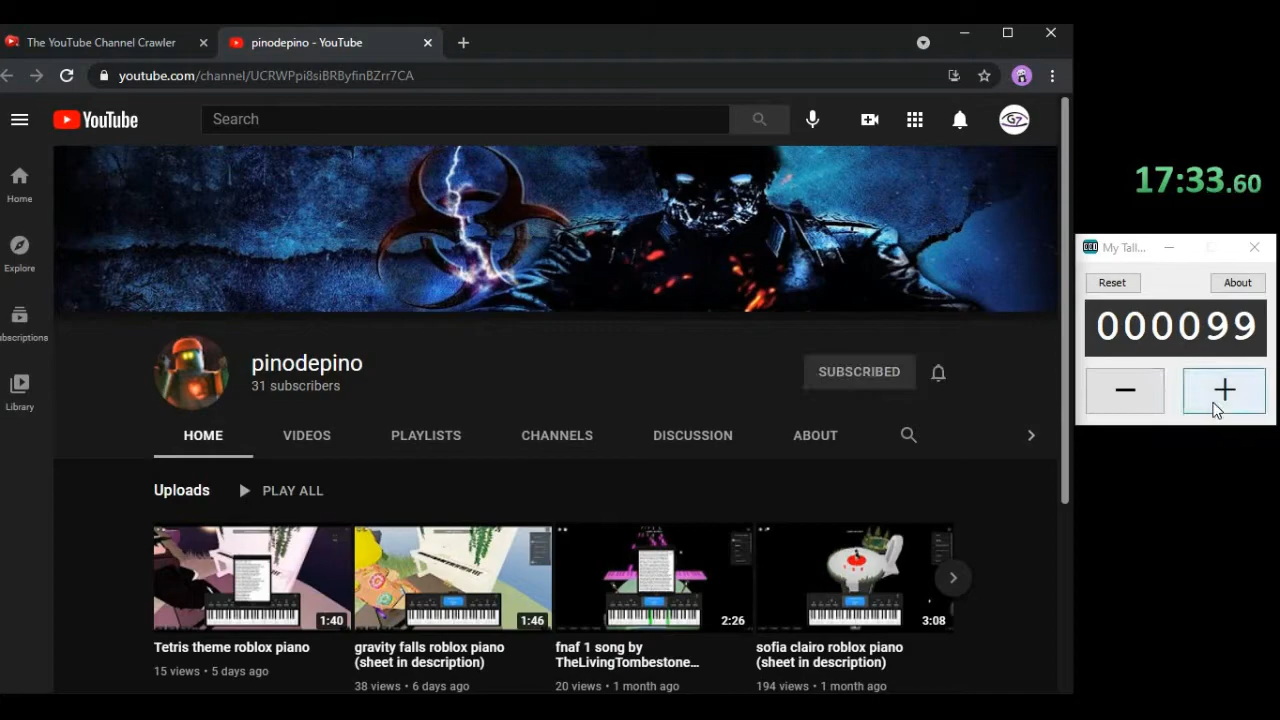 The YouTube Channel Crawler
pinodepino - YouTube
youtube.com/channel/UCRWPpi8siBRByfinBZrr7CA
YouTube
Search
G7
Home
Explore
ubscriptions
Library
pinodepino
31 subscribers
SUBSCRIBED
HOME VIDEOS PLAYLISTS CHANNELS DISCUSSION ABOUT
Uploads PLAY ALL
1:40
Tetris theme roblox piano
15 views • 5 days ago
1:46
gravity falls roblox piano
(sheet in description)
38 views • 6 days ago
2:26
fnaf 1 song by
TheLivingTombestone...
20 views • 1 month ago
3:08
sofia clairo roblox piano
(sheet in description)
194 views • 1 month ago
17:33.60
My Tall...
Reset About
000099
− +